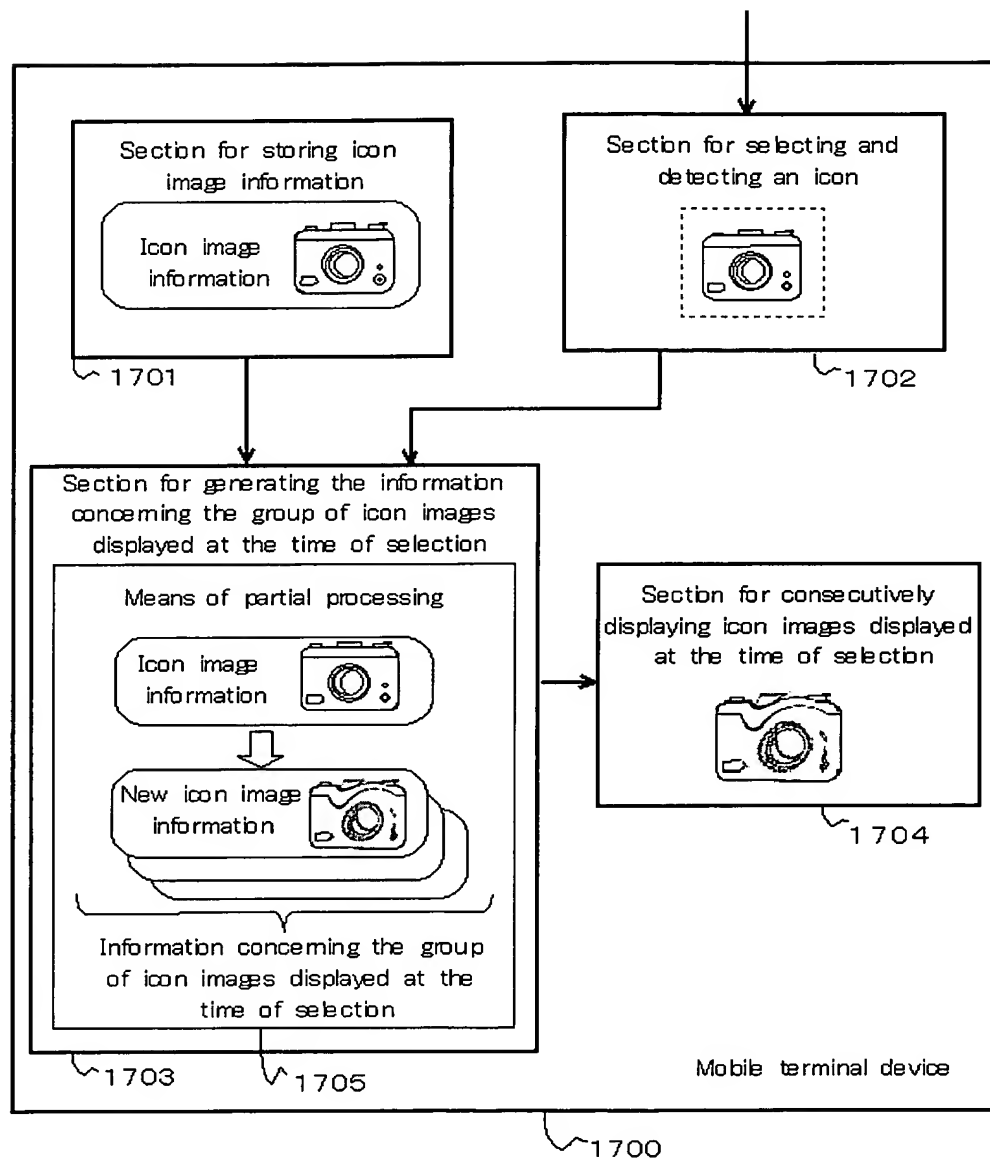 Section for storing icon
image information
Icon image
information
1701
Section for selecting and
detecting an icon
1702
Section for generating the information
concerning the group of icon images
displayed at the time of selection
Means of partial processing
Icon image
information
New icon image
information
Information concerning the group
of icon images displayed at the
time of selection
1703
1705
Section for consecutively
displaying icon images displayed
at the time of selection
1704
Mobile terminal device
1700